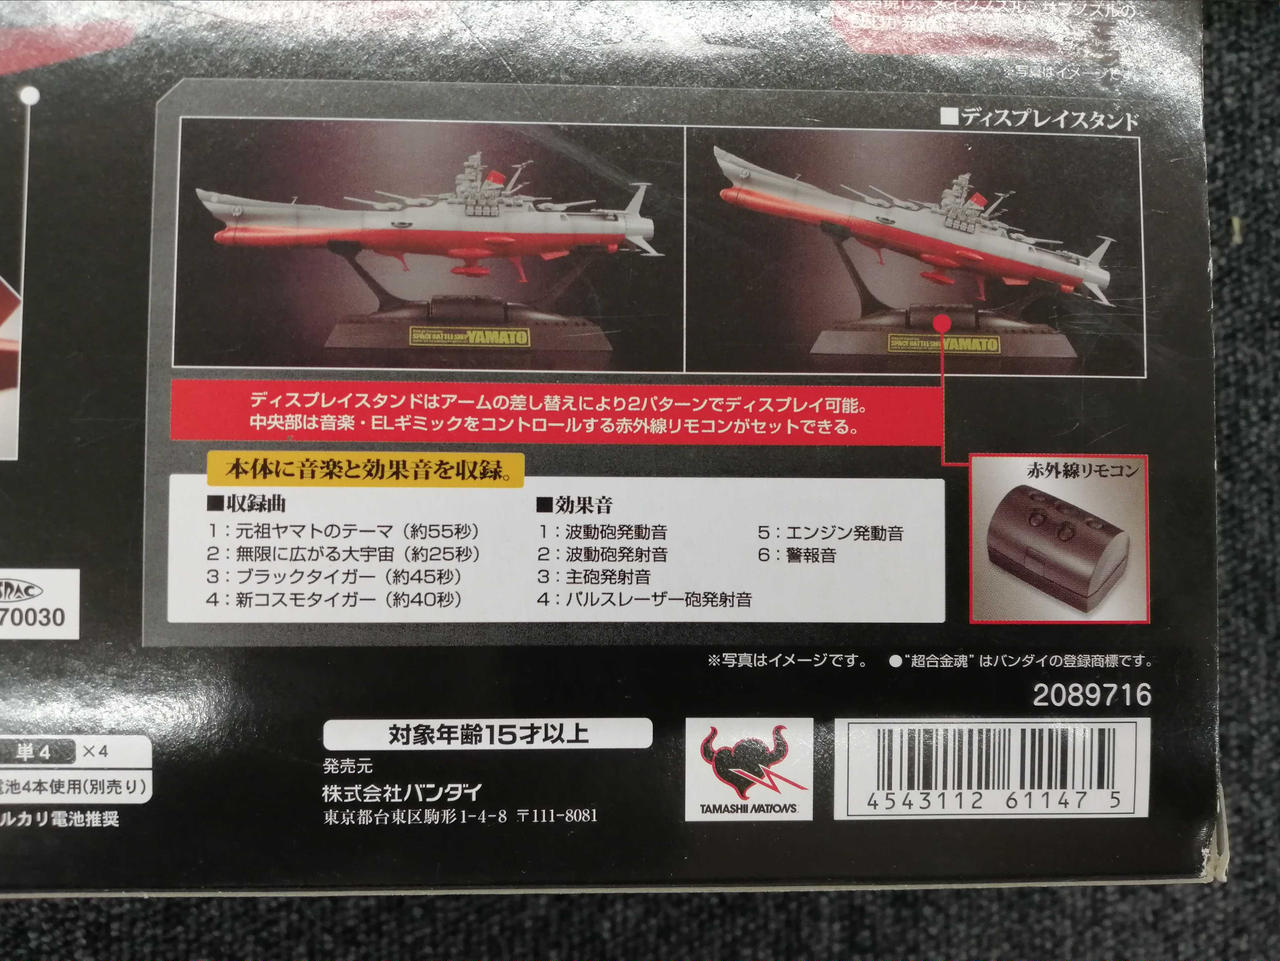 ※写真はイメージで
■ディスプレイスタンド
SPACE BATTLE SHIP YAMATO
SPACE BATTLE SHIP YAMATO
ディスプレイスタンドはアームの差し替えにより2パターンでディスプレイ可能。
中央部は音楽・ELギミックをコントロールする赤外線リモコンがセットできる。
本体に音楽と効果音を収録。
■収録曲
1：元祖ヤマトのテーマ（約55秒）
2：無限に広がる大宇宙（約25秒）
3：ブラックタイガー（約45秒）
4：新コスモタイガー（約40秒）
■効果音
1：波動砲発動音
2：波動砲発射音
3：主砲発射音
4：パルスレーザー砲発射音
5：エンジン発動音
6：警報音
赤外線リモコン
70030
※写真はイメージです。 ●“超合金魂”はバンダイの登録商標です。
2089716
単4 ×4
電池4本使用(別売り)
ルカリ電池推奨
対象年齢15才以上
発売元
株式会社バンダイ
東京都台東区駒形1-4-8 〒111-8081
TAMASHII NATIONS
4543112 611475